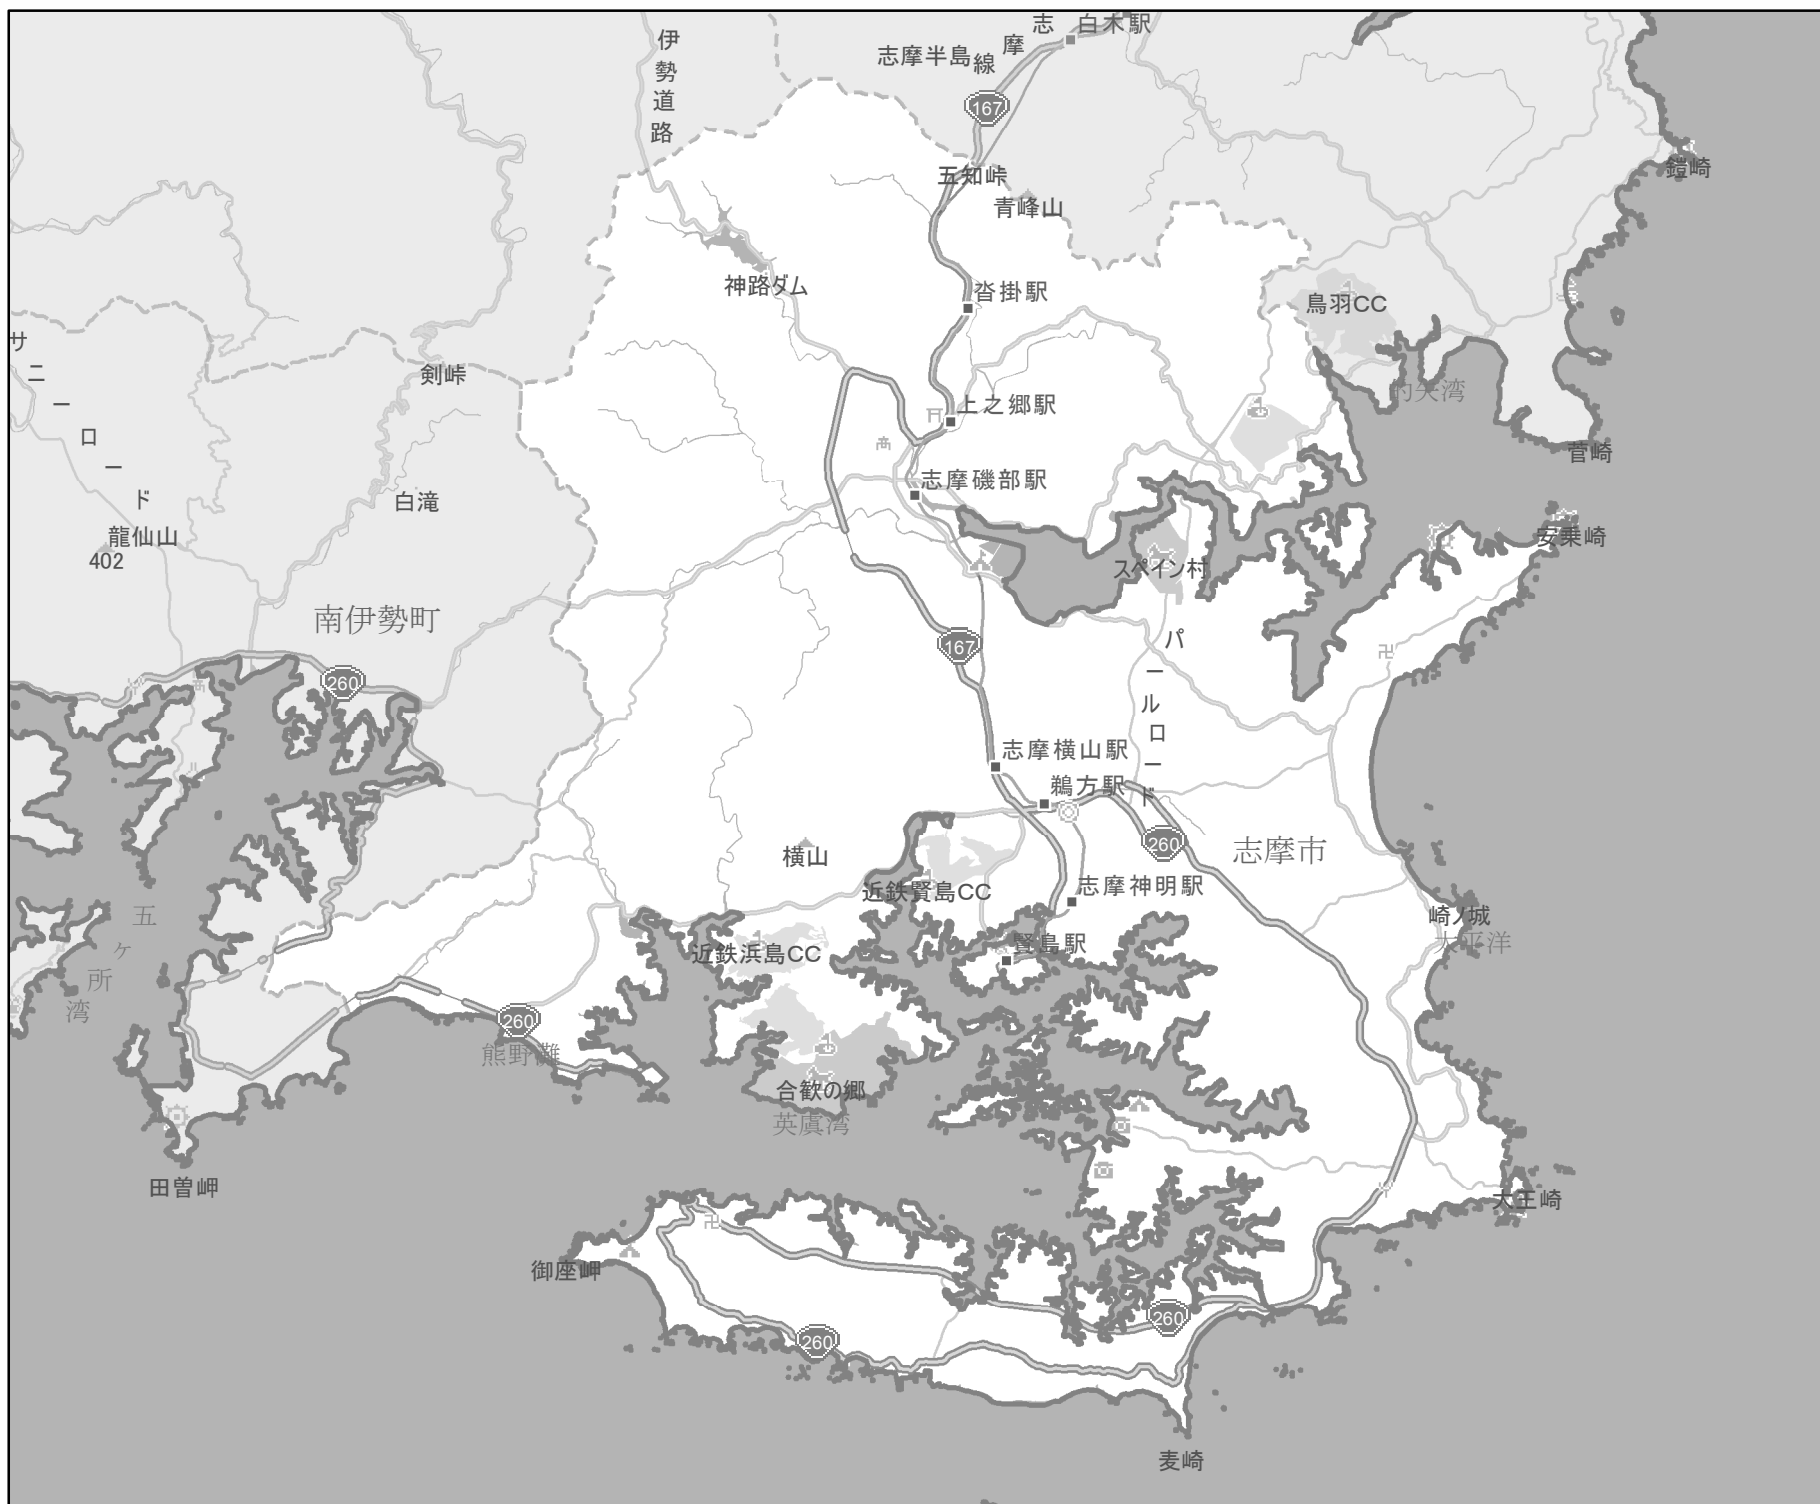 志摩線
白木駅
志摩半島
伊勢道路
167
五知峠
青峰山
鎧崎
神路ダム
沓掛駅
鳥羽CC
サニーロード
剣峠
的矢湾
上之郷駅
菅崎
志摩磯部駅
白滝
龍仙山
402
安乗崎
スペイン村
南伊勢町
パールロード
167
260
志摩横山駅
鵜方駅
260
志摩市
横山
近鉄賢島CC
志摩神明駅
五ヶ所湾
崎ノ城
太平洋
賢島駅
近鉄浜島CC
260
熊野灘
合歓の郷
英虞湾
田曽岬
大王崎
御座岬
260
260
麦崎